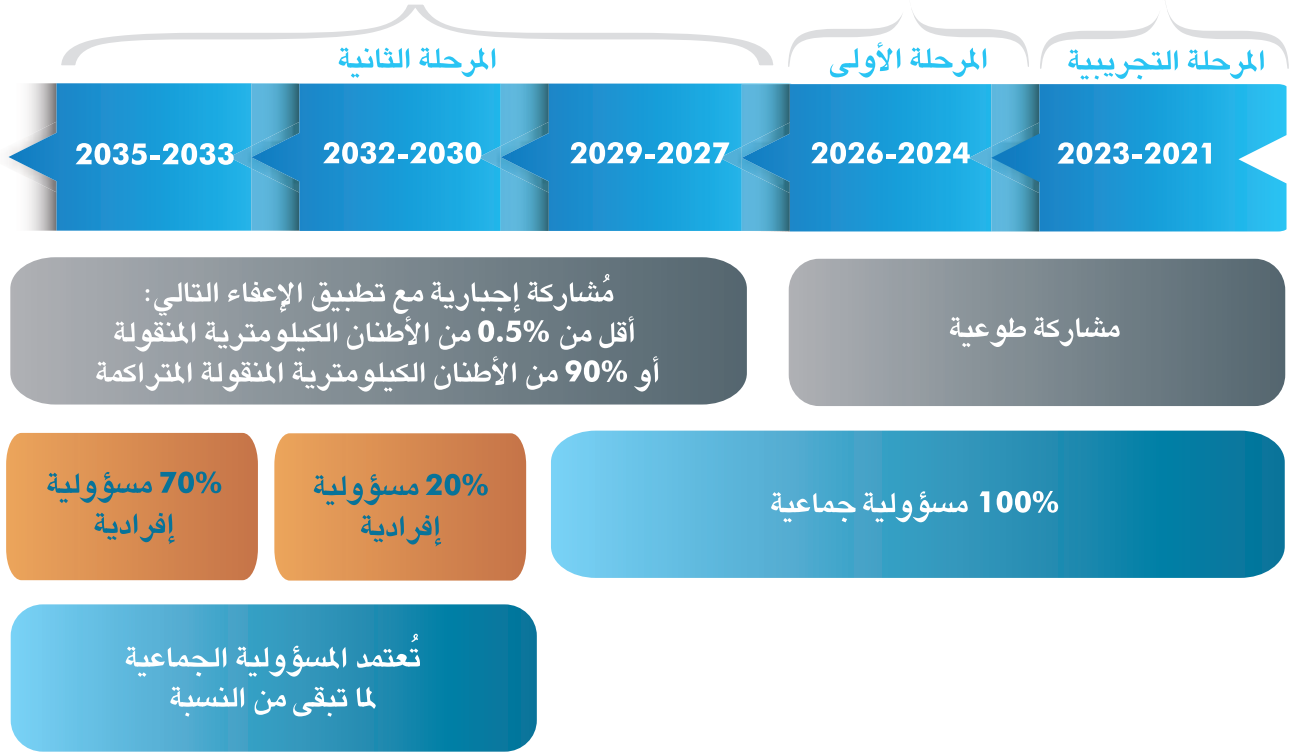 المرحلة التجريبية
المرحلة الأولى
المرحلة الثانية
2023-2021
2026-2024
2029-2027
2032-2030
2035-2033
مشاركة طوعية
مُشاركة إجبارية مع تطبيق الإعفاء التالي:
أقل من 0.5% من الأطنان الكيلومترية المنقولة
أو 90% من الأطنان الكيلومترية المنقولة المتراكمة
100% مسؤولية جماعية
20% مسؤولية
إفرادية
70% مسؤولية
إفرادية
تُعتمد المسؤولية الجماعية
لما تبقى من النسبة